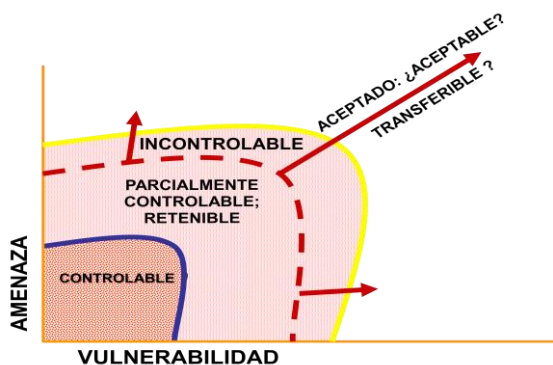 ACEPTADO: ¿ACEPTABLE?
TRANSFERIBLE ?
INCONTROLABLE
PARCIALMENTE
CONTROLABLE;
RETENIBLE
CONTROLABLE
AMENAZA
VULNERABILIDAD